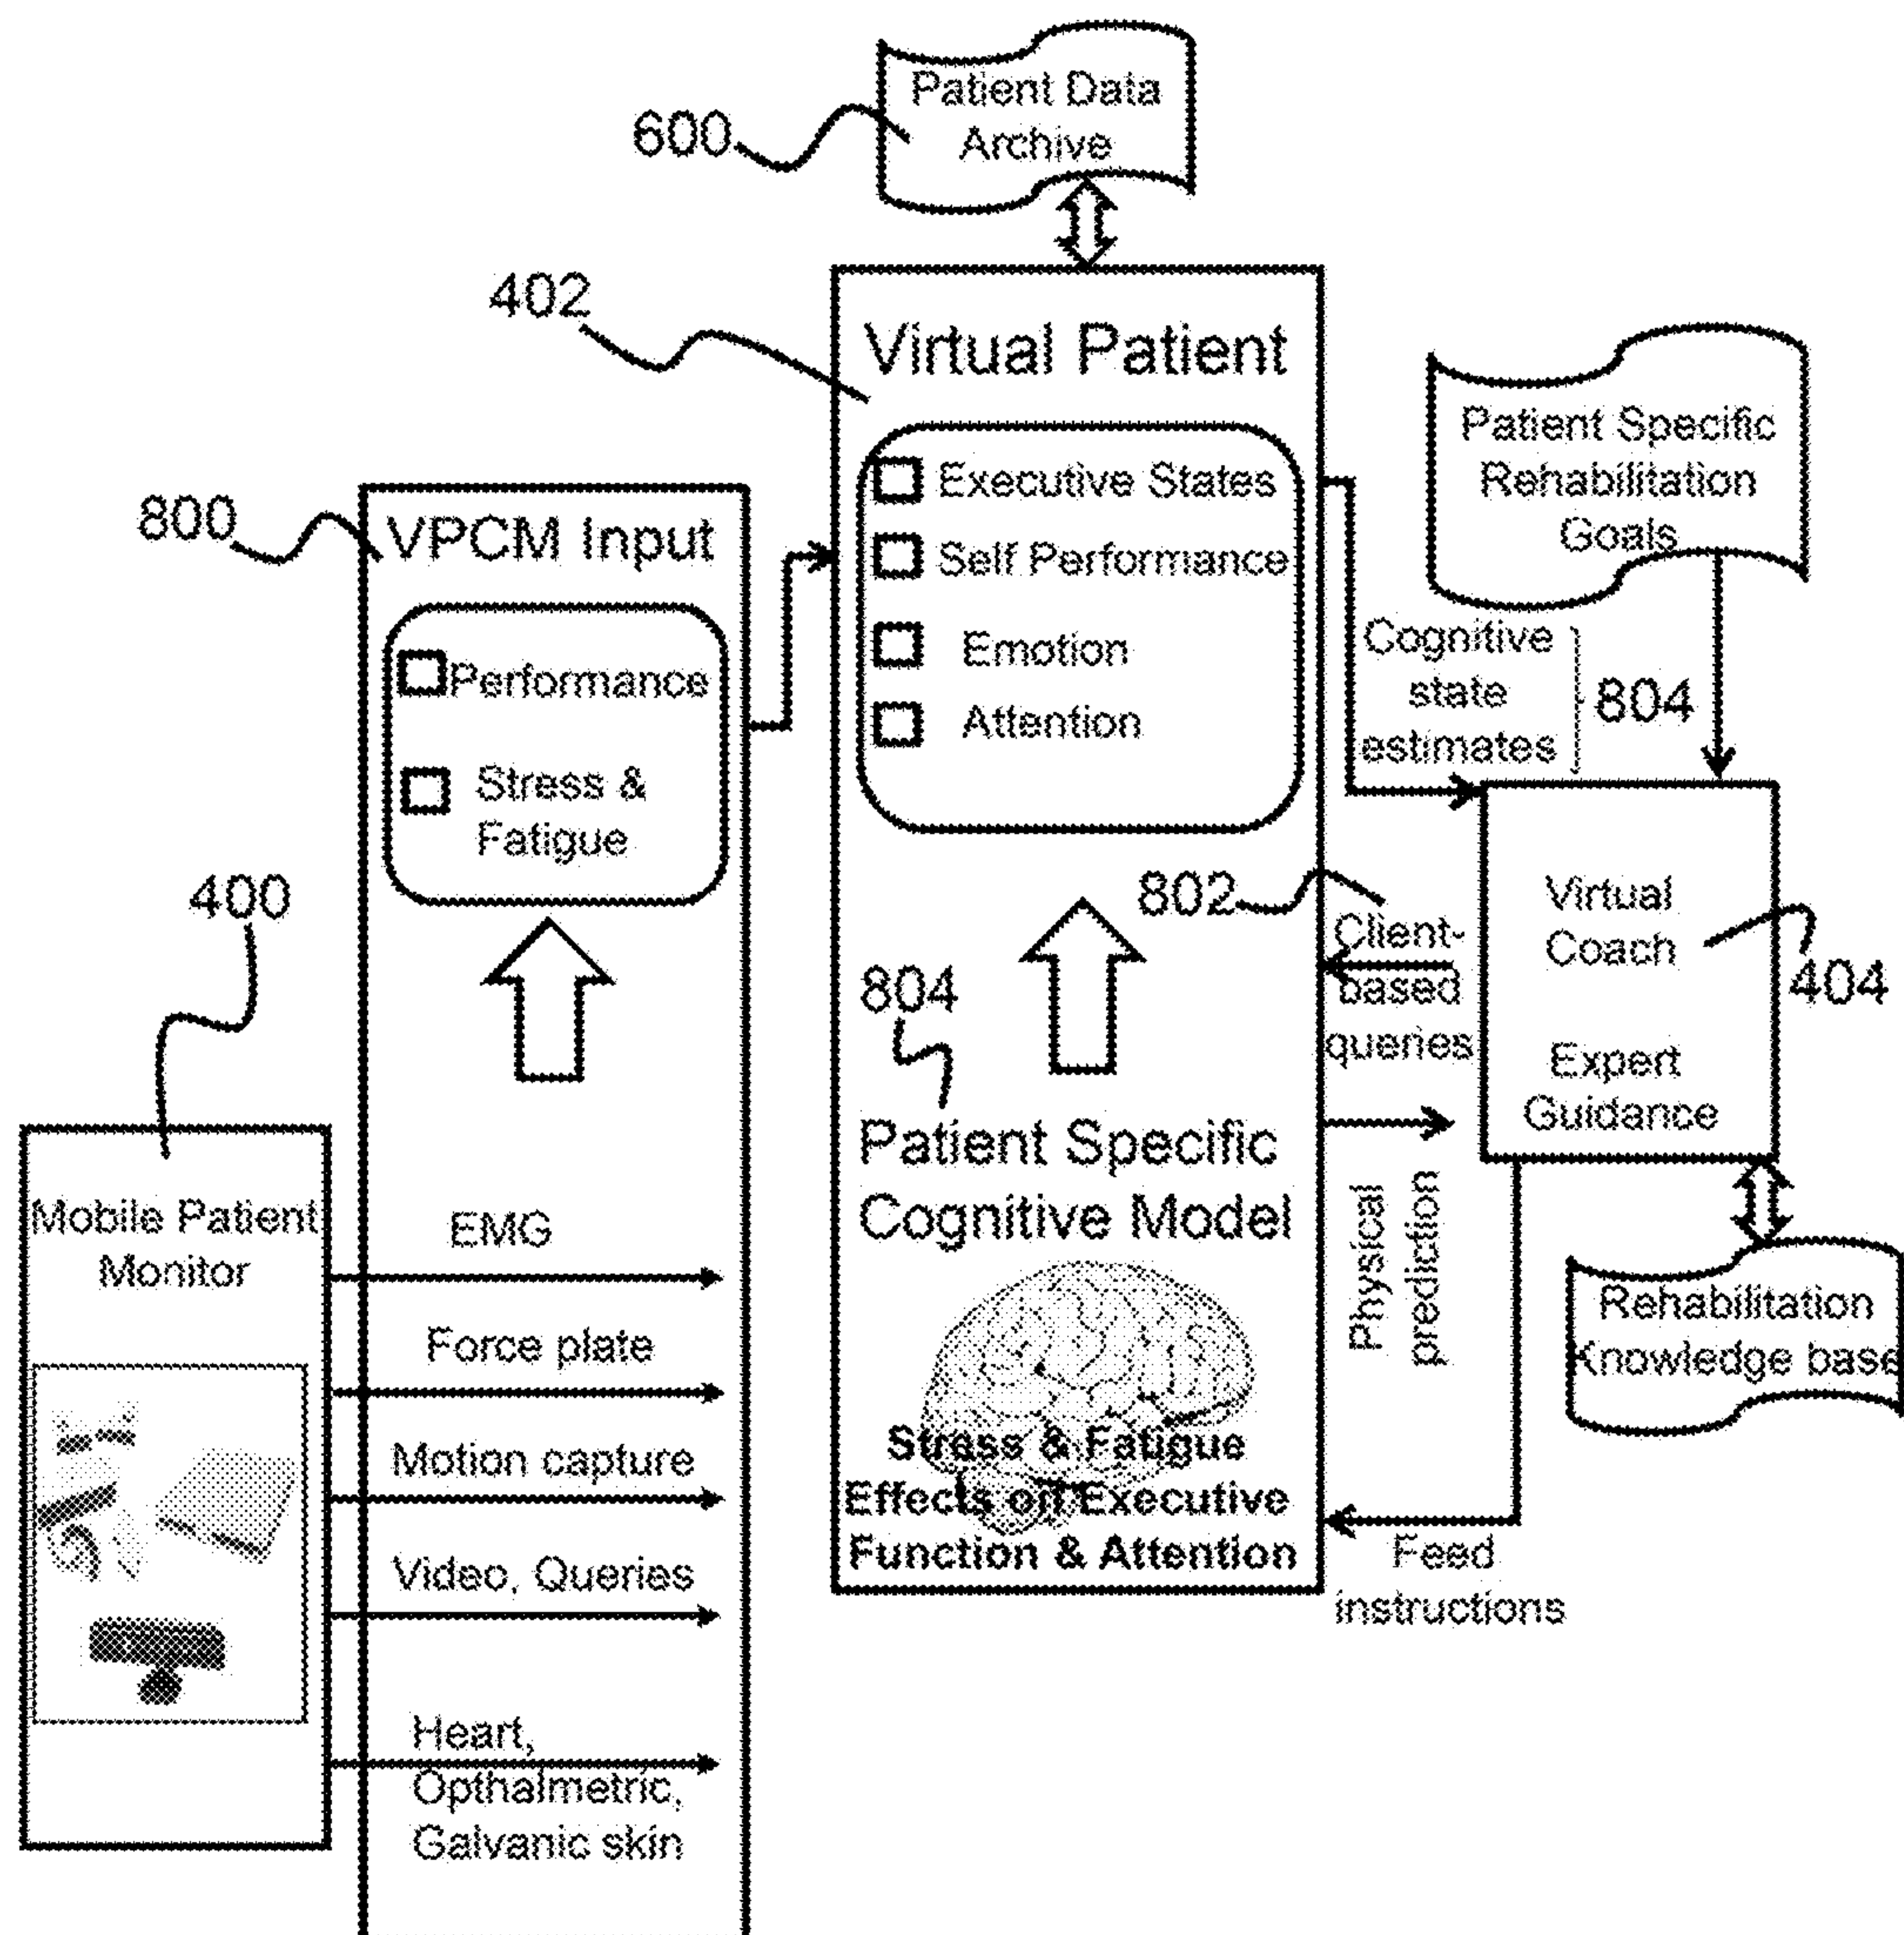 Patient Data
Archive
600
402
Virtual Patient
Executive States
Self Performance
Emotion
Attention
Patient Specific
Rehabilitation
Goals
800
VPCM Input
Performance
Stress &
Fatigue
Cognitive
state
estimates
804
400
802
Client-
based
queries
Virtual
Coach
Expert
Guidance
404
804
Patient Specific
Cognitive Model
Stress & Fatigue
Effects on Executive
Function & Attention
Physical
prediction
Rehabilitation
Knowledge base
Feed
instructions
Mobile Patient
Monitor
EMG
Force plate
Motion capture
Video, Queries
Heart,
Opthalmetric,
Galvanic skin